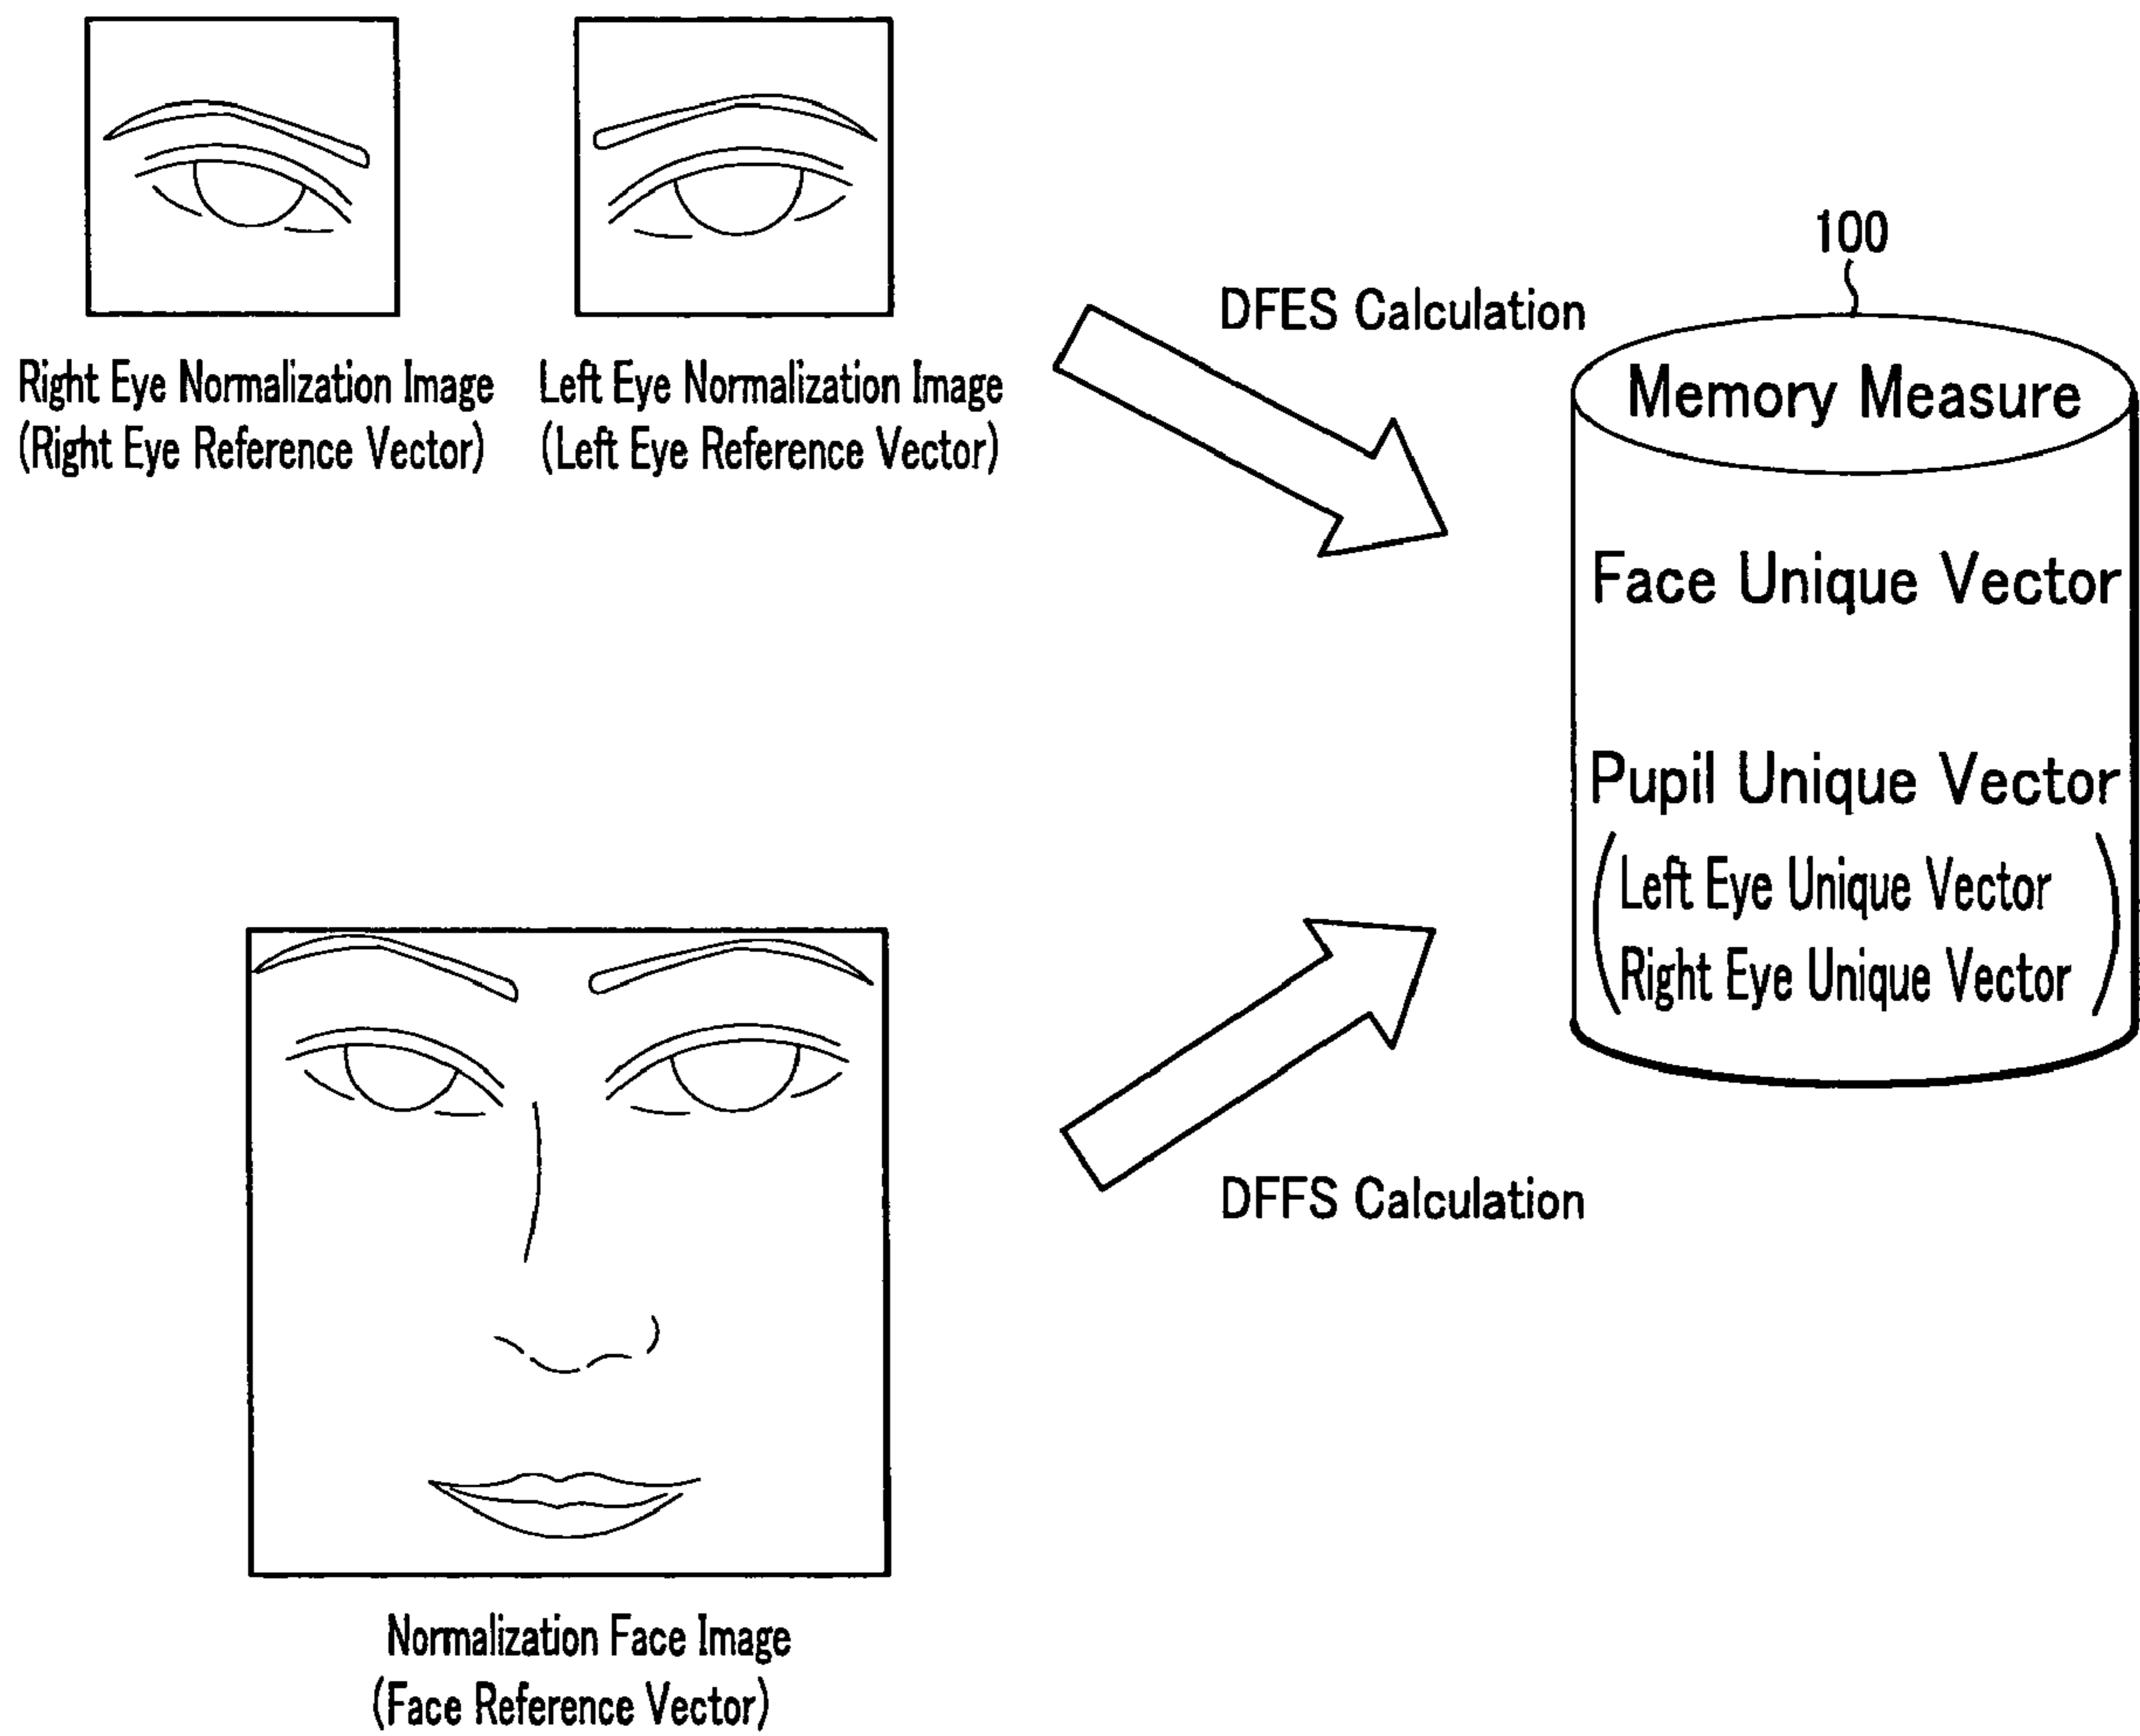 Right Eye Normalization Image
(Right Eye Reference Vector)
Left Eye Normalization Image
(Left Eye Reference Vector)
DFES Calculation
100
Memory Measure
Face Unique Vector
Pupil Unique Vector
(Left Eye Unique Vector
Right Eye Unique Vector)
DFFS Calculation
Normalization Face Image
(Face Reference Vector)